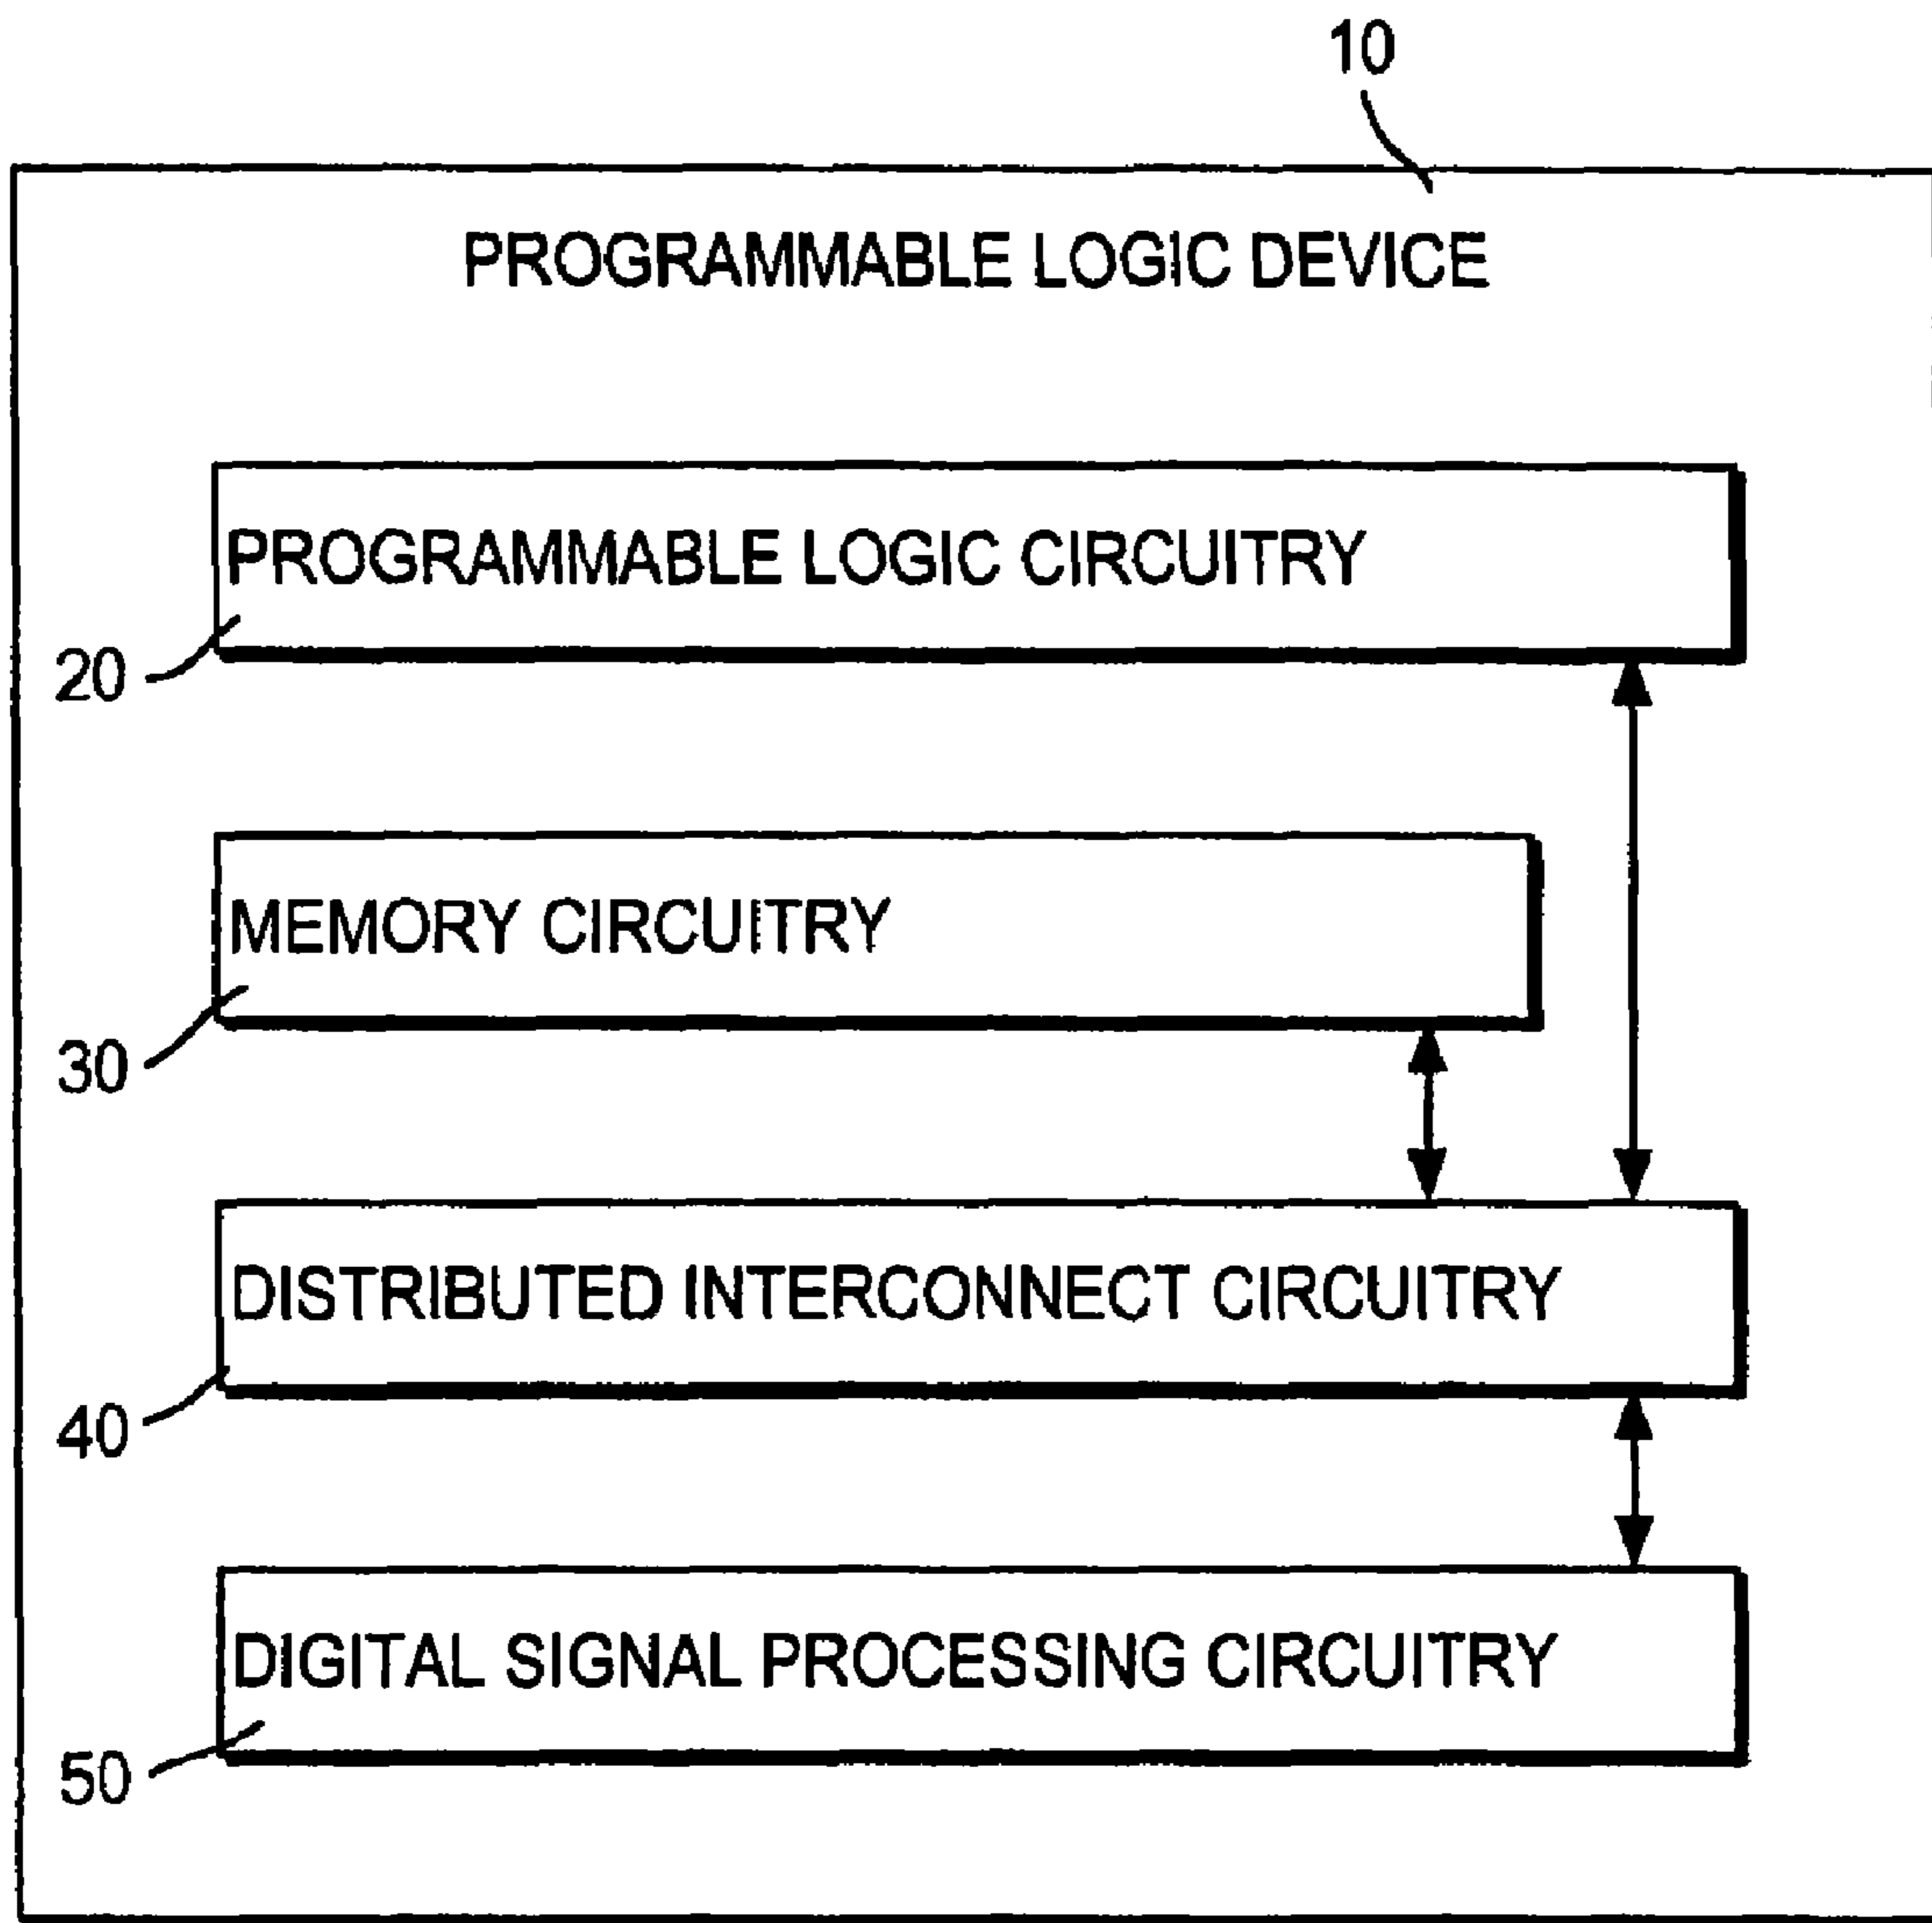 10
PROGRAMMABLE LOGIC DEVICE
PROGRAMMABLE LOGIC CIRCUITRY
20
MEMORY CIRCUITRY
30
DISTRIBUTED INTERCONNECT CIRCUITRY
40
DIGITAL SIGNAL PROCESSING CIRCUITRY
50